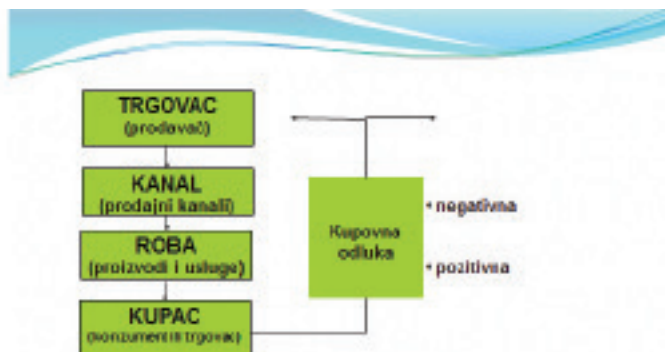 TRGOVAC
(prodavač)
KANAL
(prodajni kanali)
ROBA
(proizvodi i usluge)
KUPAC
(konzument ili trgovac)
Kupovna
odluka
• negativna
• pozitivna